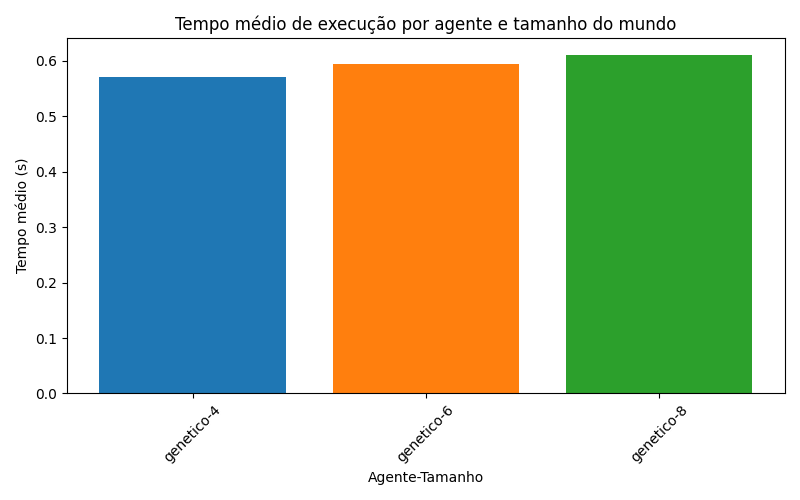 Tempo médio de execução por agente e tamanho do mundo
Tempo médio (s)
0.6
0.5
0.4
0.3
0.2
0.1
0.0
genetico-4
genetico-6
genetico-8
Agente-Tamanho